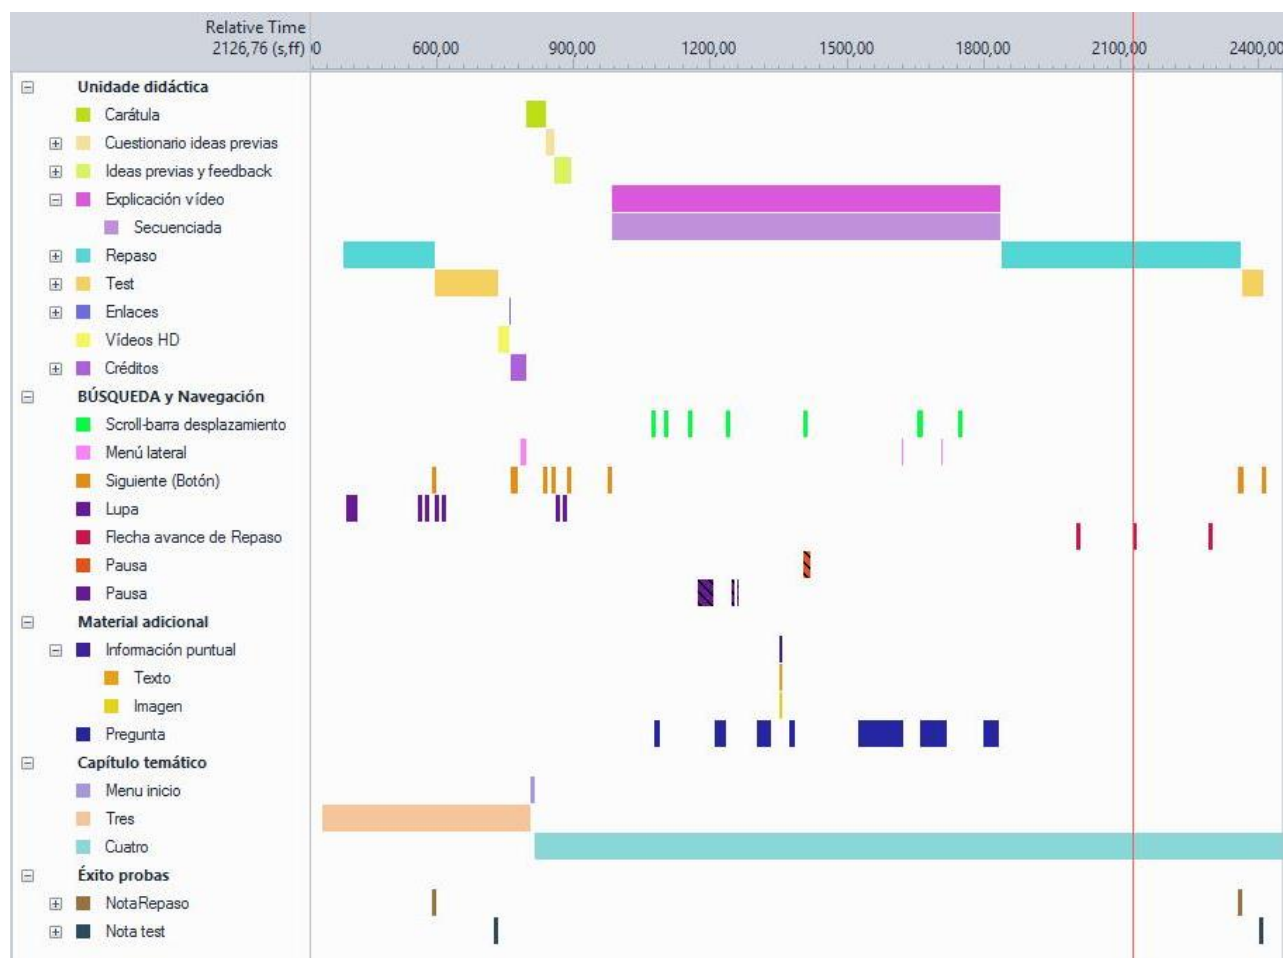 Relative Time
2126,76 (s,ff) 00 600,00 900,00 1200,00 1500,00 1800,00 2100,00 2400,00
Unidade didáctica
Carátula
Cuestionario ideas previas
Ideas previas y feedback
Explicación vídeo
Secuenciada
Repaso
Test
Enlaces
Vídeos HD
Créditos
BÚSQUEDA y Navegación
Scroll-barra desplazamiento
Menú lateral
Siguiente (Botón)
Lupa
Flecha avance de Repaso
Pausa
Pausa
Material adicional
Información puntual
Texto
Imagen
Pregunta
Capítulo temático
Menu inicio
Tres
Cuatro
Éxito probas
NotaRepaso
Nota test